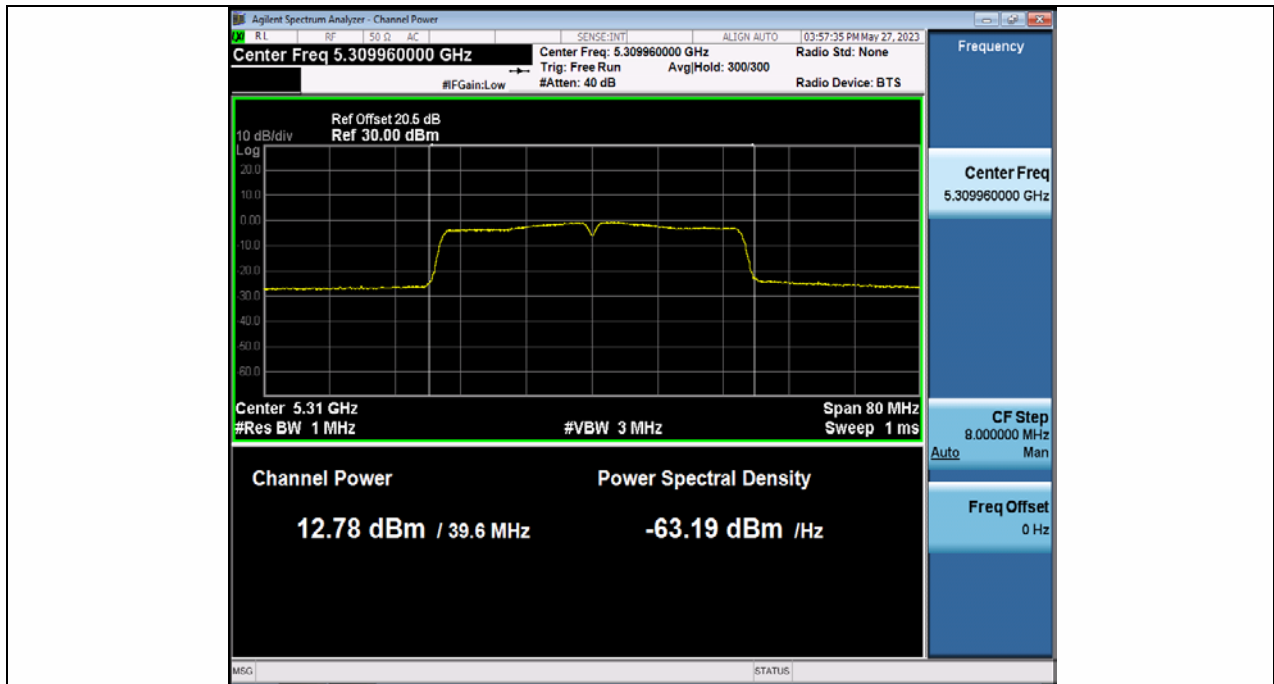 Agilent Spectrum Analyzer - Channel Power
RL RF 50 Ω AC SENSE:INT ALIGN AUTO 03:57:35 PM May 27, 2023
Center Freq 5.309960000 GHz
Center Freq: 5.309960000 GHz Radio Std: None
Trig: Free Run Avg|Hold: 300/300
#IFGain:Low #Atten: 40 dB Radio Device: BTS
Frequency
Ref Offset 20.5 dB
10 dB/div Ref 30.00 dBm
Log
20.0
10.0
0.00
-10.0
-20.0
-30.0
-40.0
-50.0
-60.0
Center 5.31 GHz Span 80 MHz
#Res BW 1 MHz #VBW 3 MHz Sweep 1 ms
Channel Power Power Spectral Density
12.78 dBm / 39.6 MHz -63.19 dBm /Hz
Center Freq
5.309960000 GHz
CF Step
8.000000 MHz
Auto Man
Freq Offset
0 Hz
MSG STATUS